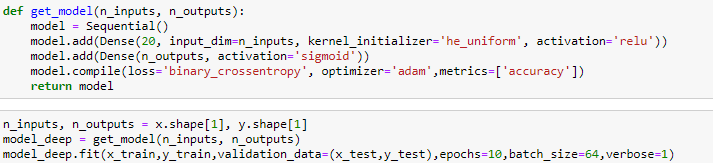 def get_model(n_inputs, n_outputs):
    model = Sequential()
    model.add(Dense(20, input_dim=n_inputs, kernel_initializer='he_uniform', activation='relu'))
    model.add(Dense(n_outputs, activation='sigmoid'))
    model.compile(loss='binary_crossentropy', optimizer='adam',metrics=['accuracy'])
    return model
n_inputs, n_outputs = x.shape[1], y.shape[1]
model_deep = get_model(n_inputs, n_outputs)
model_deep.fit(x_train,y_train,validation_data=(x_test,y_test),epochs=10,batch_size=64,verbose=1)